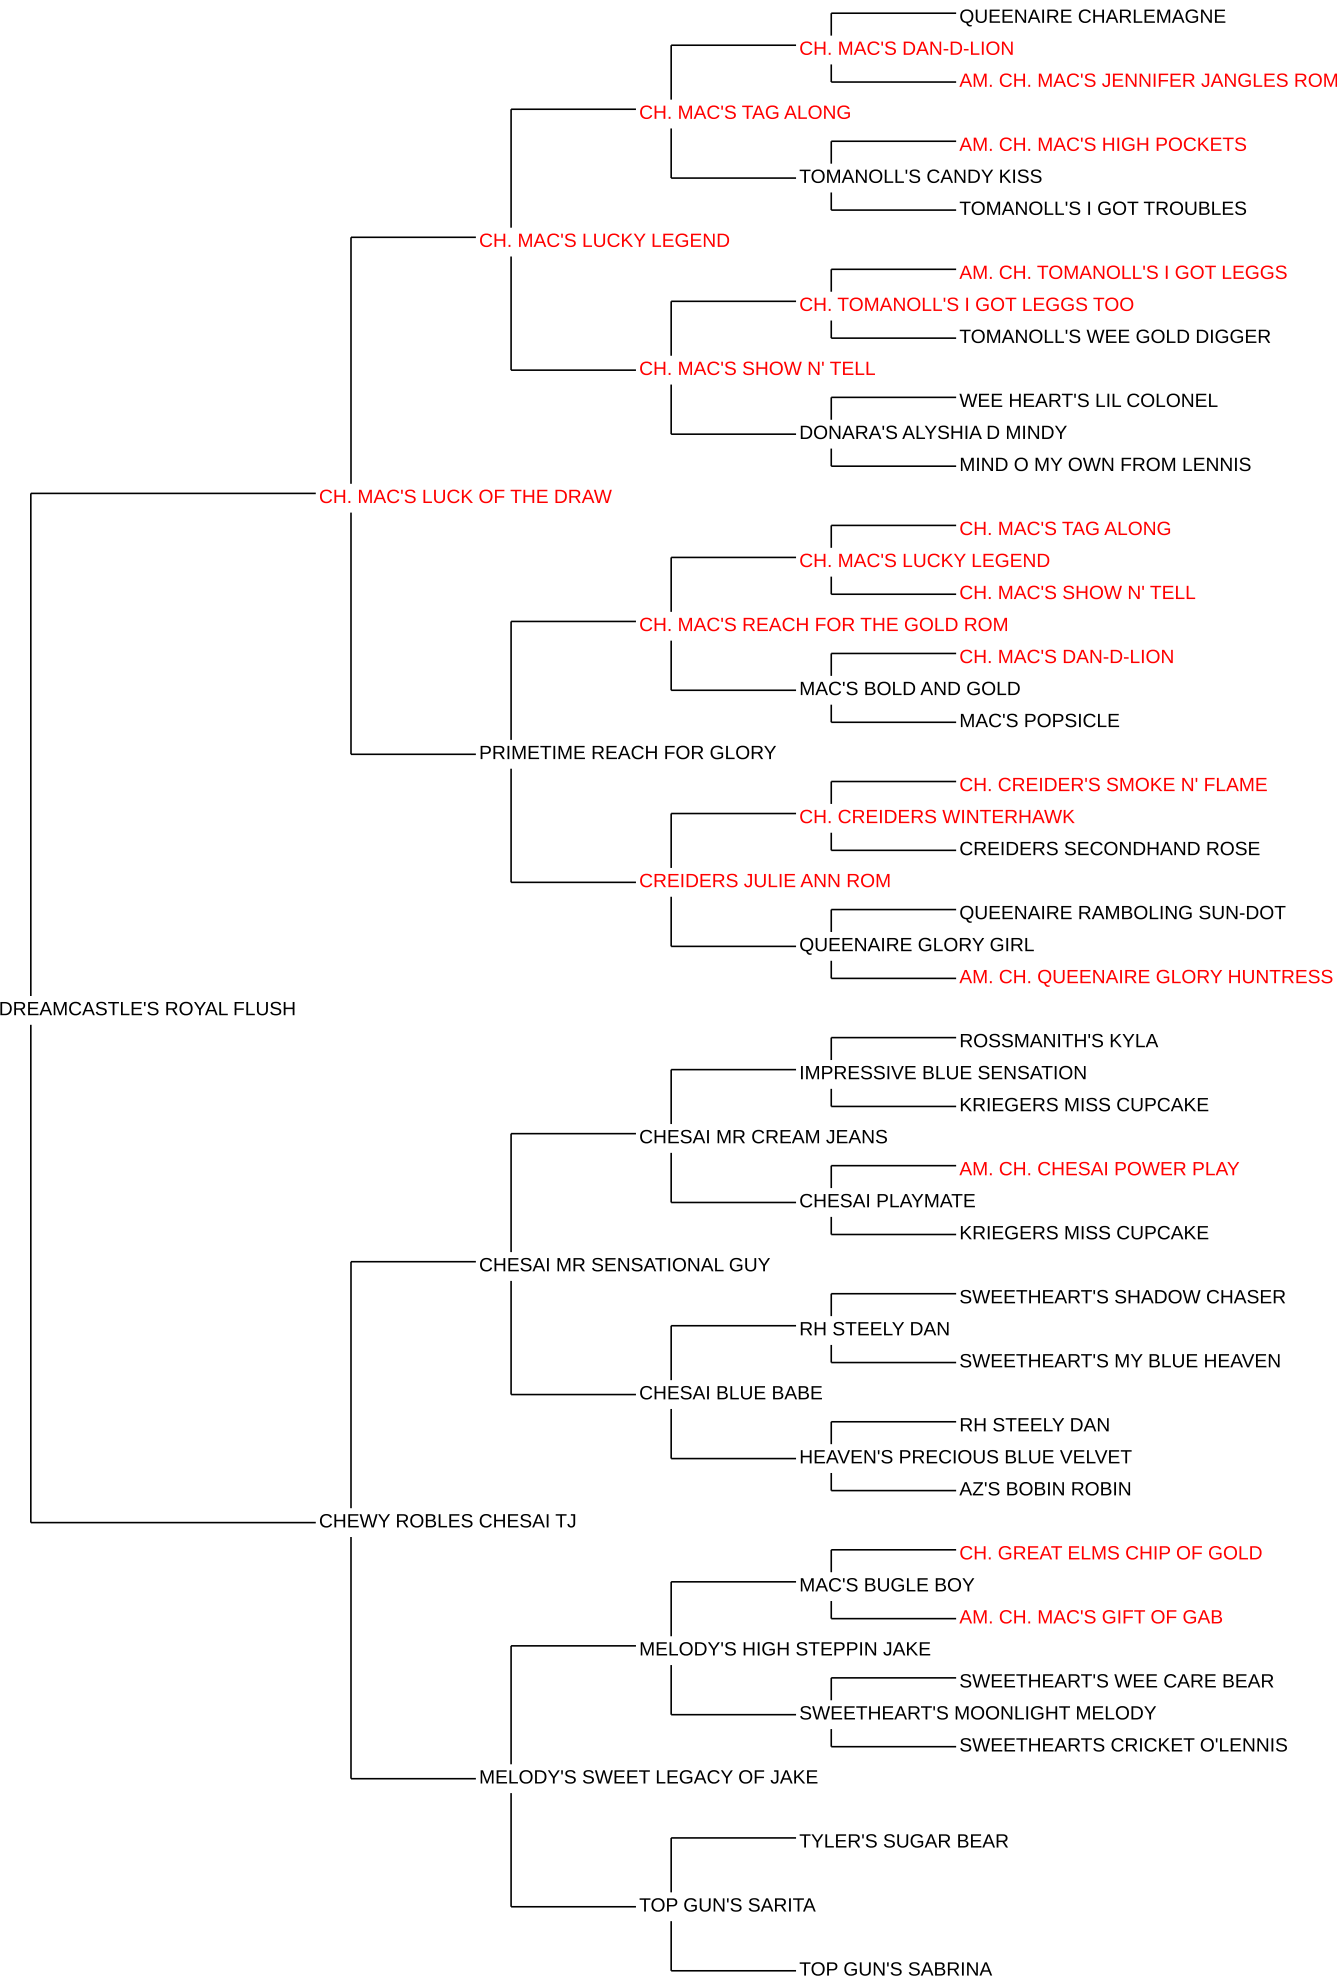 QUEENAIRE CHARLEMAGNE
CH. MAC'S DAN-D-LION
AM. CH. MAC'S JENNIFER JANGLES ROM
CH. MAC'S TAG ALONG
AM. CH. MAC'S HIGH POCKETS
TOMANOLL'S CANDY KISS
TOMANOLL'S I GOT TROUBLES
CH. MAC'S LUCKY LEGEND
AM. CH. TOMANOLL'S I GOT LEGGS
CH. TOMANOLL'S I GOT LEGGS TOO
TOMANOLL'S WEE GOLD DIGGER
CH. MAC'S SHOW N' TELL
WEE HEART'S LIL COLONEL
DONARA'S ALYSHIA D MINDY
MIND O MY OWN FROM LENNIS
CH. MAC'S LUCK OF THE DRAW
CH. MAC'S TAG ALONG
CH. MAC'S LUCKY LEGEND
CH. MAC'S SHOW N' TELL
CH. MAC'S REACH FOR THE GOLD ROM
CH. MAC'S DAN-D-LION
MAC'S BOLD AND GOLD
MAC'S POPSICLE
PRIMETIME REACH FOR GLORY
CH. CREIDER'S SMOKE N' FLAME
CH. CREIDERS WINTERHAWK
CREIDERS SECONDHAND ROSE
CREIDERS JULIE ANN ROM
QUEENAIRE RAMBOLING SUN-DOT
QUEENAIRE GLORY GIRL
AM. CH. QUEENAIRE GLORY HUNTRESS
DREAMCASTLE'S ROYAL FLUSH
ROSSMANITH'S KYLA
IMPRESSIVE BLUE SENSATION
KRIEGERS MISS CUPCAKE
CHESAI MR CREAM JEANS
AM. CH. CHESAI POWER PLAY
CHESAI PLAYMATE
KRIEGERS MISS CUPCAKE
CHESAI MR SENSATIONAL GUY
SWEETHEART'S SHADOW CHASER
RH STEELY DAN
SWEETHEART'S MY BLUE HEAVEN
CHESAI BLUE BABE
RH STEELY DAN
HEAVEN'S PRECIOUS BLUE VELVET
AZ'S BOBIN ROBIN
CHEWY ROBLES CHESAI TJ
CH. GREAT ELMS CHIP OF GOLD
MAC'S BUGLE BOY
AM. CH. MAC'S GIFT OF GAB
MELODY'S HIGH STEPPIN JAKE
SWEETHEART'S WEE CARE BEAR
SWEETHEART'S MOONLIGHT MELODY
SWEETHEARTS CRICKET O'LENNIS
MELODY'S SWEET LEGACY OF JAKE
TYLER'S SUGAR BEAR
TOP GUN'S SARITA
TOP GUN'S SABRINA